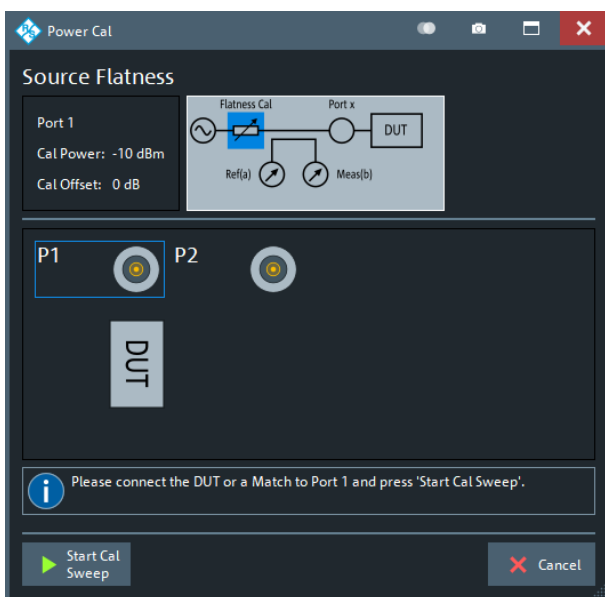 Power Cal
Source Flatness
Port 1
Cal Power: -10 dBm
Cal Offset: 0 dB
Flatness Cal
Port x
DUT
Ref(a)
Meas(b)
P1
P2
DUT
Please connect the DUT or a Match to Port 1 and press 'Start Cal Sweep'.
Start Cal
Sweep
Cancel